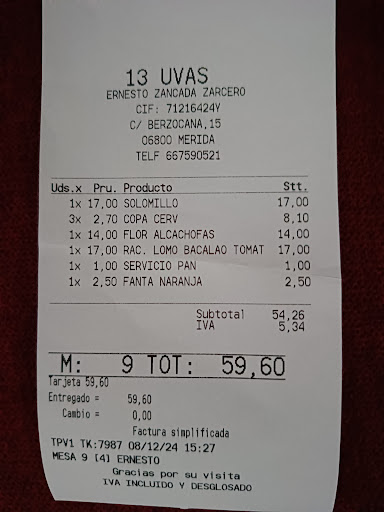 13 UVAS
ERNESTO ZANCADA ZARCERO
CIF: 71216424Y
C/ BERZOCANA,15
06800 MERIDA
TELF 667590521
Uds.x Pru. Producto Stt.
1x 17,00 SOLOMILLO 17,00
3x 2,70 COPA CERV 8,10
1x 14,00 FLOR ALCACHOFAS 14,00
1x 17,00 RAC. LOMO BACALAO TOMAT 17,00
1x 1,00 SERVICIO PAN 1,00
1x 2,50 FANTA NARANJA 2,50
Subtotal 54,26
IVA 5,34
M: 9 TOT: 59,60
Tarjeta 59,60
Entregado = 59,60
Cambio = 0,00
Factura simplificada
TPV1 TK:7987 08/12/24 15:27
MESA 9 [4] ERNESTO
Gracias por su visita
IVA INCLUIDO Y DESGLOSADO